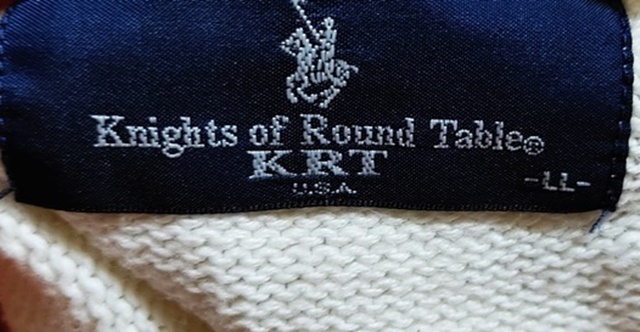 Knights of Round Table©
KRT
U.S.A.
-LL-